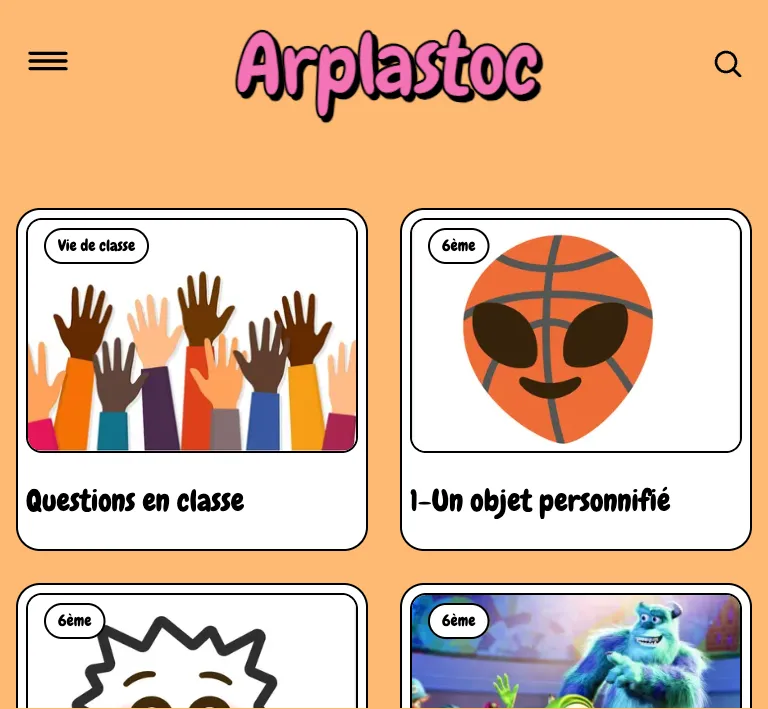 Arplastoc
Vie de classe
6ème
Questions en classe
1-Un objet personnifié
6ème
6ème